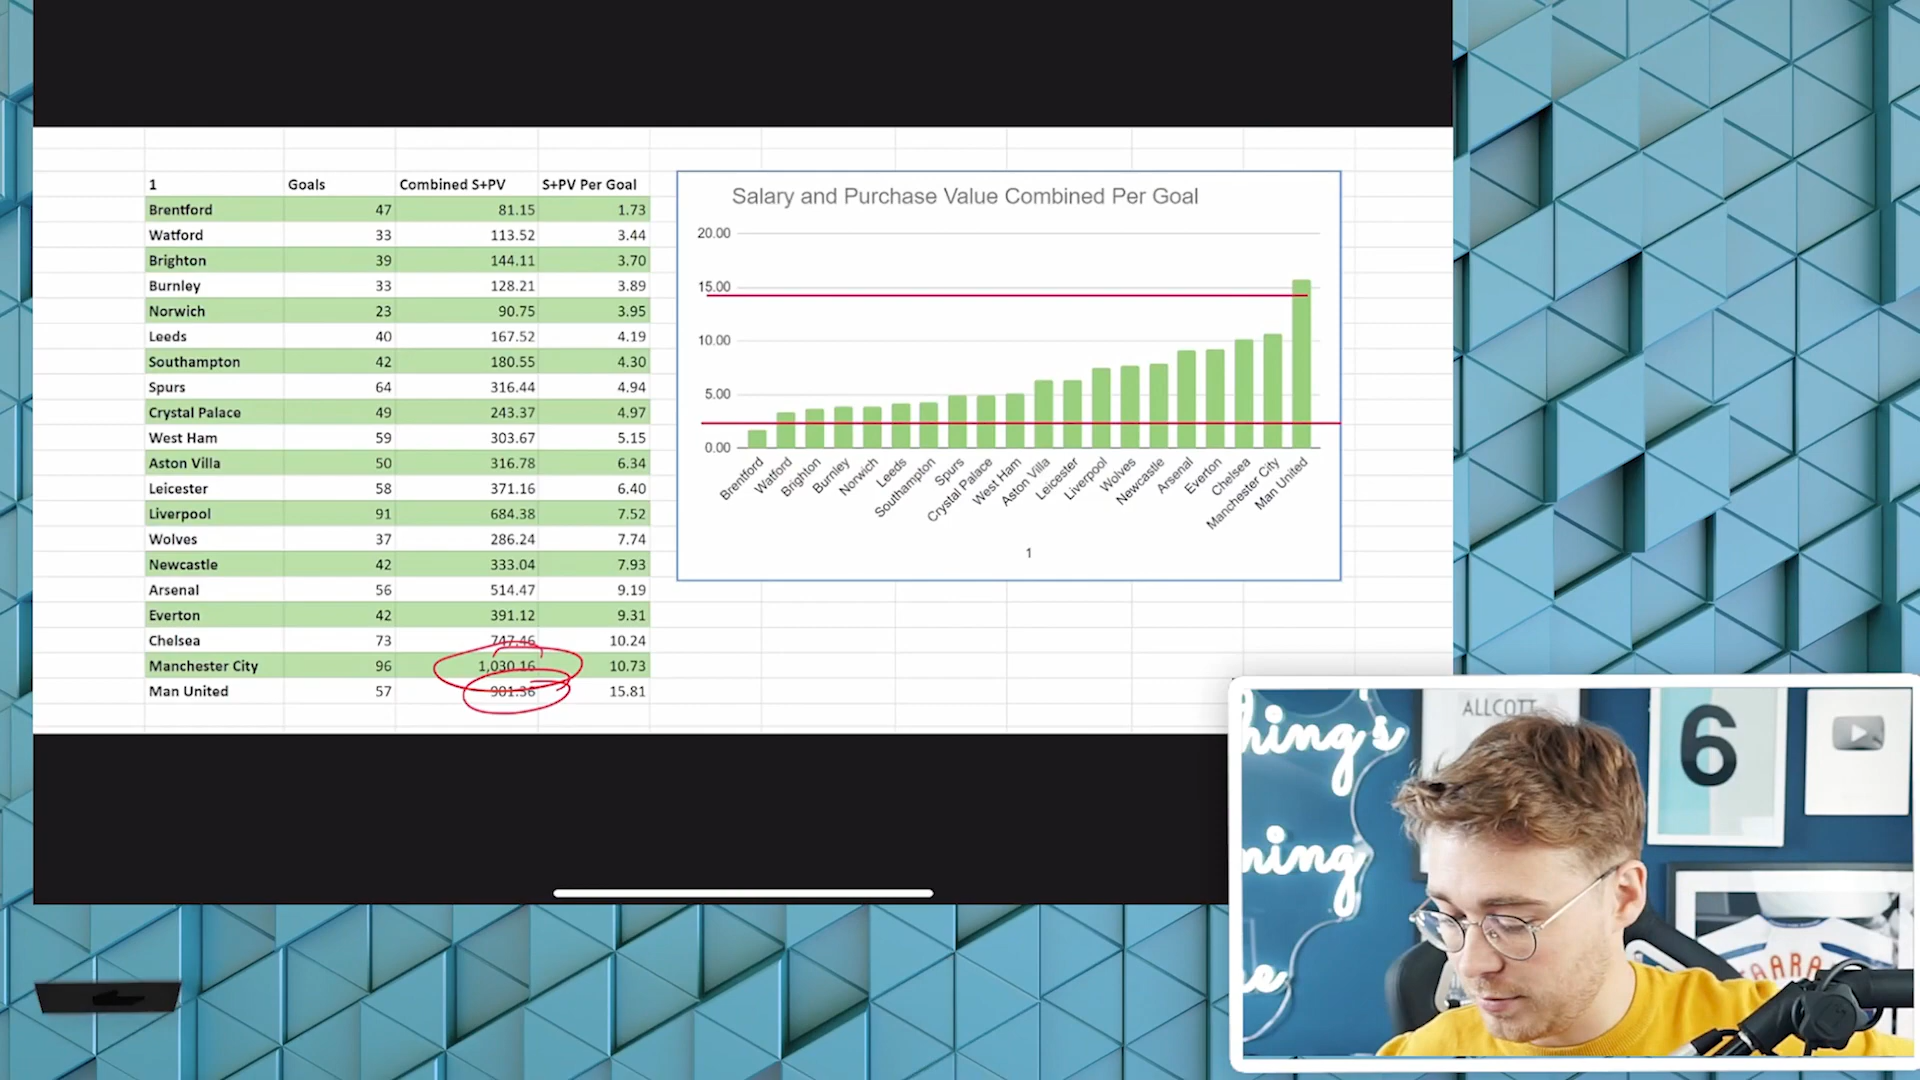 1 Goals Combined S+PV S+PV Per Goal
Brentford 47 81.15 1.73
Watford 33 113.52 3.44
Brighton 39 144.11 3.70
Burnley 33 128.21 3.89
Norwich 23 90.75 3.95
Leeds 40 167.52 4.19
Southampton 42 180.55 4.30
Spurs 64 316.44 4.94
Crystal Palace 49 243.37 4.97
West Ham 59 303.67 5.15
Aston Villa 50 316.78 6.34
Leicester 58 371.16 6.40
Liverpool 91 684.38 7.52
Wolves 37 286.24 7.74
Newcastle 42 333.04 7.93
Arsenal 56 514.47 9.19
Everton 42 391.12 9.31
Chelsea 73 747.46 10.24
Manchester City 96 1,030.16 10.73
Man United 57 901.36 15.81
Salary and Purchase Value Combined Per Goal
20.00
15.00
10.00
5.00
0.00
Brentford Watford Brighton Burnley Norwich Leeds Southampton Spurs Crystal Palace West Ham Aston Villa Leicester Liverpool Wolves Newcastle Arsenal Everton Chelsea Manchester City Man United
1
hing's
ning
e
ALLCOTT
6